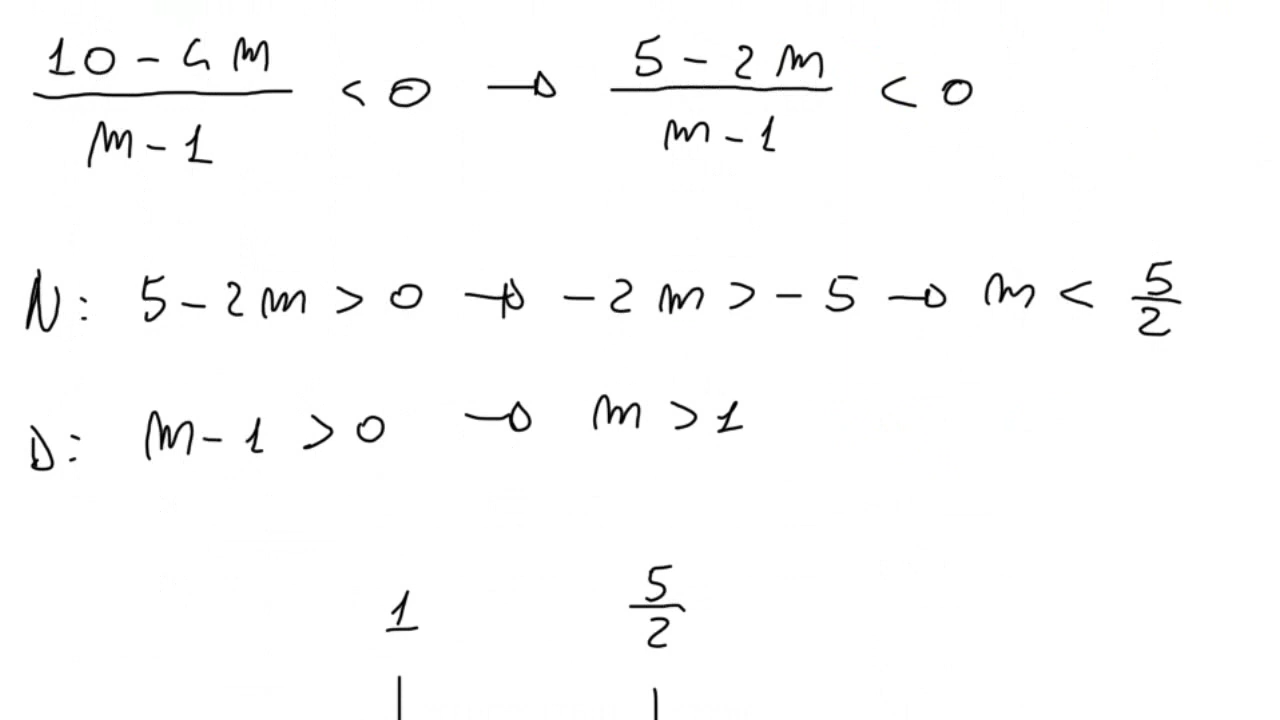 (10 - 4m)/(m - 1) < 0 → (5 - 2m)/(m - 1) < 0
N: 5 - 2m > 0 → -2m > -5 → m < 5/2
D: m - 1 > 0 → m > 1
1 5/2